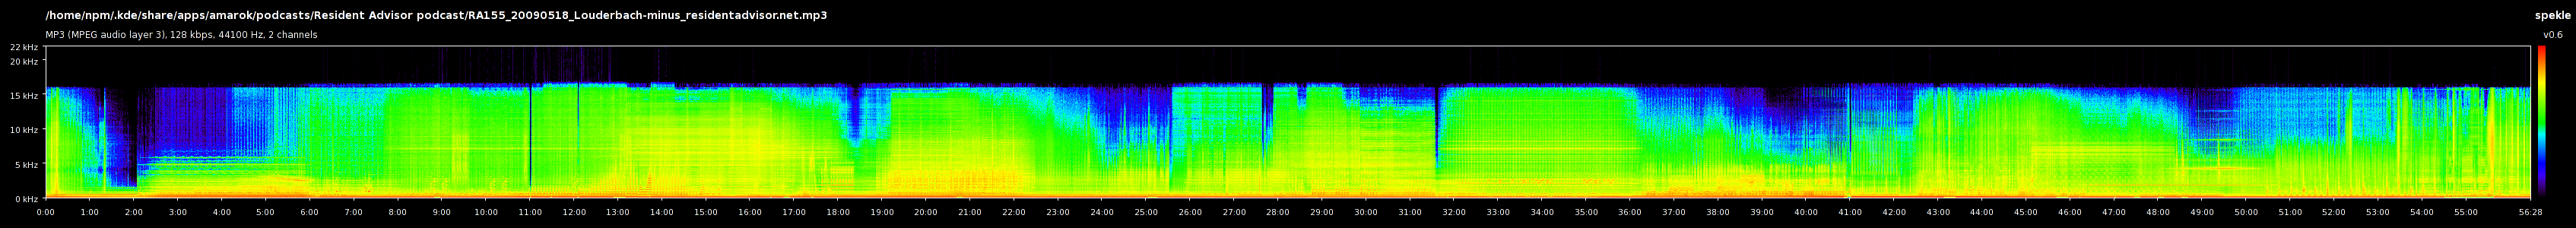 /home/npm/.kde/share/apps/amarok/podcasts/Resident Advisor podcast/RA155_20090518_Louderbach-minus_residentadvisor.net.mp3 spekle
MP3 (MPEG audio layer 3), 128 kbps, 44100 Hz, 2 channels v0.6
22 kHz
20 kHz
15 kHz
10 kHz
5 kHz
0 kHz
0:00 1:00 2:00 3:00 4:00 5:00 6:00 7:00 8:00 9:00 10:00 11:00 12:00 13:00 14:00 15:00 16:00 17:00 18:00 19:00 20:00 21:00 22:00 23:00 24:00 25:00 26:00 27:00 28:00 29:00 30:00 31:00 32:00 33:00 34:00 35:00 36:00 37:00 38:00 39:00 40:00 41:00 42:00 43:00 44:00 45:00 46:00 47:00 48:00 49:00 50:00 51:00 52:00 53:00 54:00 55:00 56:28